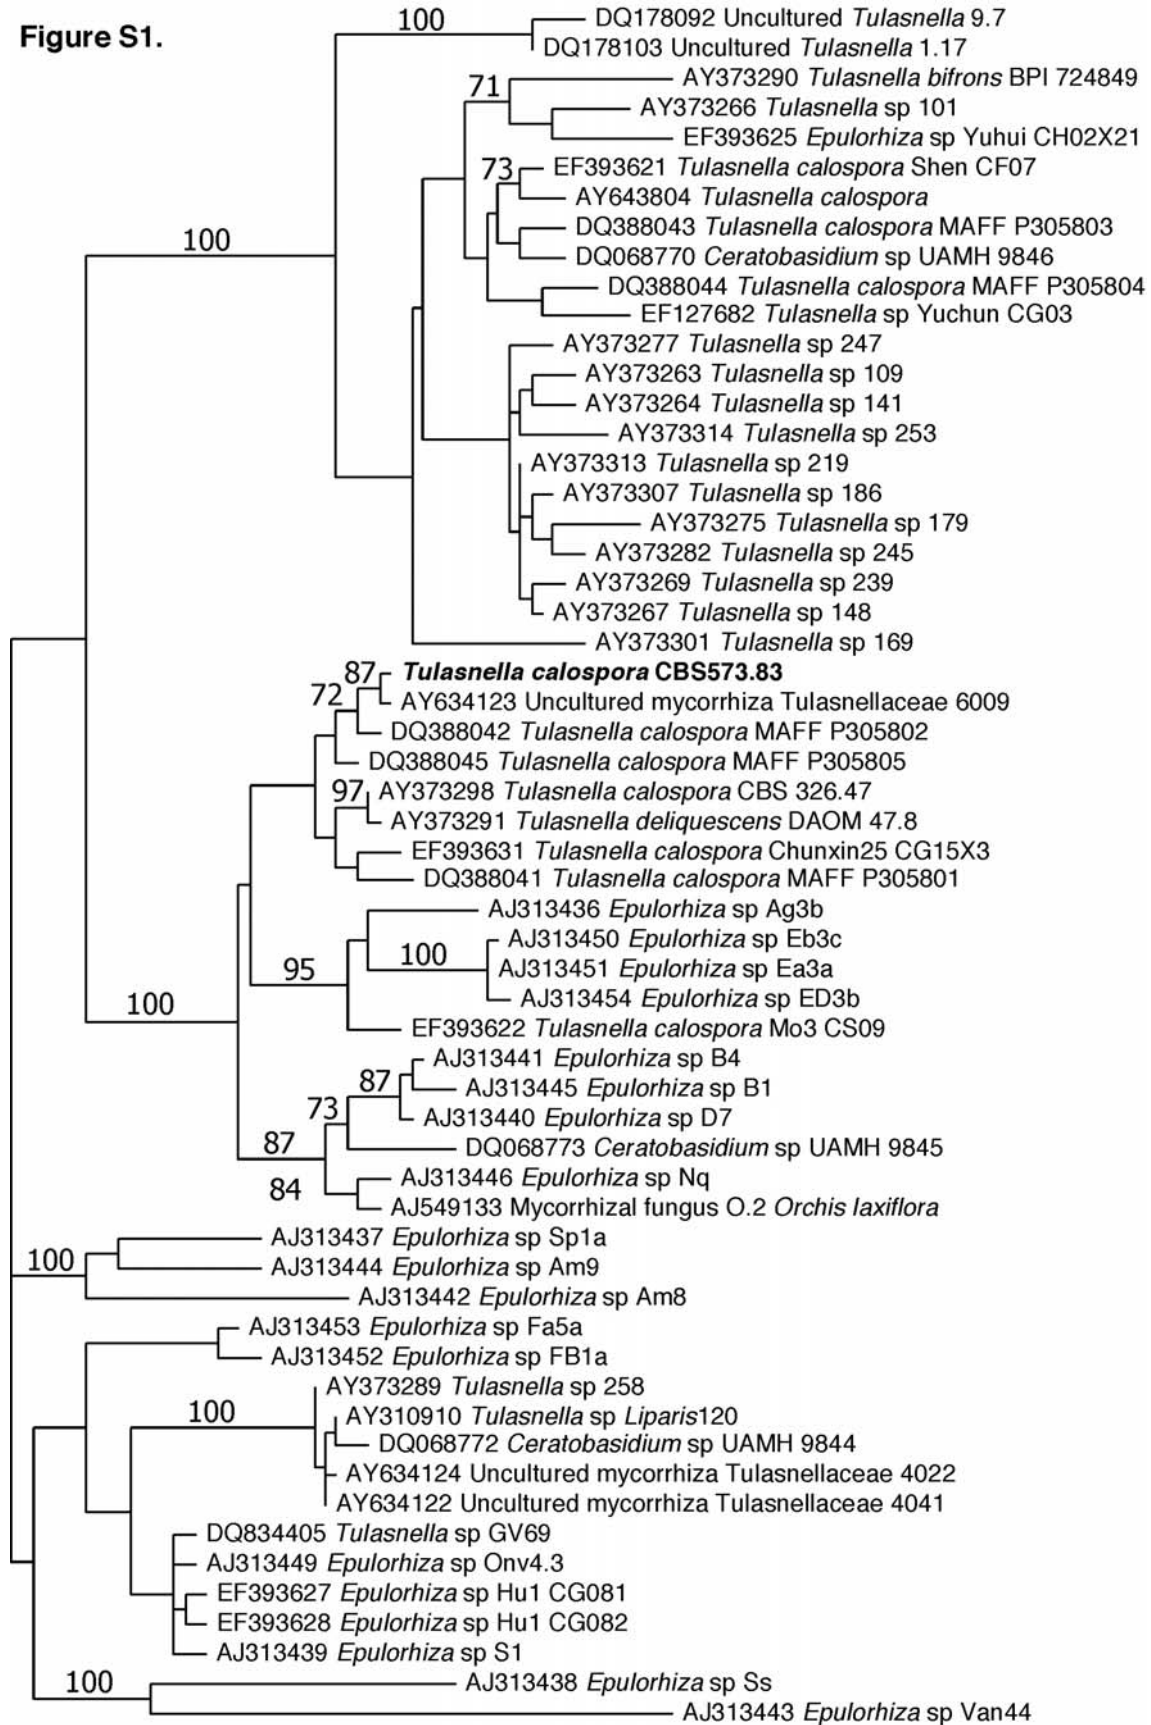 Figure S1.
100
DQ178092 Uncultured Tulasnella 9.7
DQ178103 Uncultured Tulasnella 1.17
AY373290 Tulasnella bifrons BPI 724849
71
AY373266 Tulasnella sp 101
EF393625 Epulorhiza sp Yuhui CH02X21
73
EF393621 Tulasnella calospora Shen CF07
AY643804 Tulasnella calospora
DQ388043 Tulasnella calospora MAFF P305803
100
DQ068770 Ceratobasidium sp UAMH 9846
DQ388044 Tulasnella calospora MAFF P305804
EF127682 Tulasnella sp Yuchun CG03
AY373277 Tulasnella sp 247
AY373263 Tulasnella sp 109
AY373264 Tulasnella sp 141
AY373314 Tulasnella sp 253
AY373313 Tulasnella sp 219
AY373307 Tulasnella sp 186
AY373275 Tulasnella sp 179
AY373282 Tulasnella sp 245
AY373269 Tulasnella sp 239
AY373267 Tulasnella sp 148
AY373301 Tulasnella sp 169
87
Tulasnella calospora CBS573.83
72
AY634123 Uncultured mycorrhiza Tulasnellaceae 6009
DQ388042 Tulasnella calospora MAFF P305802
DQ388045 Tulasnella calospora MAFF P305805
97
AY373298 Tulasnella calospora CBS 326.47
AY373291 Tulasnella deliquescens DAOM 47.8
EF393631 Tulasnella calospora Chunxin25 CG15X3
DQ388041 Tulasnella calospora MAFF P305801
AJ313436 Epulorhiza sp Ag3b
AJ313450 Epulorhiza sp Eb3c
100
95
AJ313451 Epulorhiza sp Ea3a
AJ313454 Epulorhiza sp ED3b
100
EF393622 Tulasnella calospora Mo3 CS09
AJ313441 Epulorhiza sp B4
87
AJ313445 Epulorhiza sp B1
73
AJ313440 Epulorhiza sp D7
87
DQ068773 Ceratobasidium sp UAMH 9845
AJ313446 Epulorhiza sp Nq
84
AJ549133 Mycorrhizal fungus O.2 Orchis laxiflora
AJ313437 Epulorhiza sp Sp1a
100
AJ313444 Epulorhiza sp Am9
AJ313442 Epulorhiza sp Am8
AJ313453 Epulorhiza sp Fa5a
AJ313452 Epulorhiza sp FB1a
AY373289 Tulasnella sp 258
100
AY310910 Tulasnella sp Liparis120
DQ068772 Ceratobasidium sp UAMH 9844
AY634124 Uncultured mycorrhiza Tulasnellaceae 4022
AY634122 Uncultured mycorrhiza Tulasnellaceae 4041
DQ834405 Tulasnella sp GV69
AJ313449 Epulorhiza sp Onv4.3
EF393627 Epulorhiza sp Hu1 CG081
EF393628 Epulorhiza sp Hu1 CG082
AJ313439 Epulorhiza sp S1
100
AJ313438 Epulorhiza sp Ss
AJ313443 Epulorhiza sp Van44